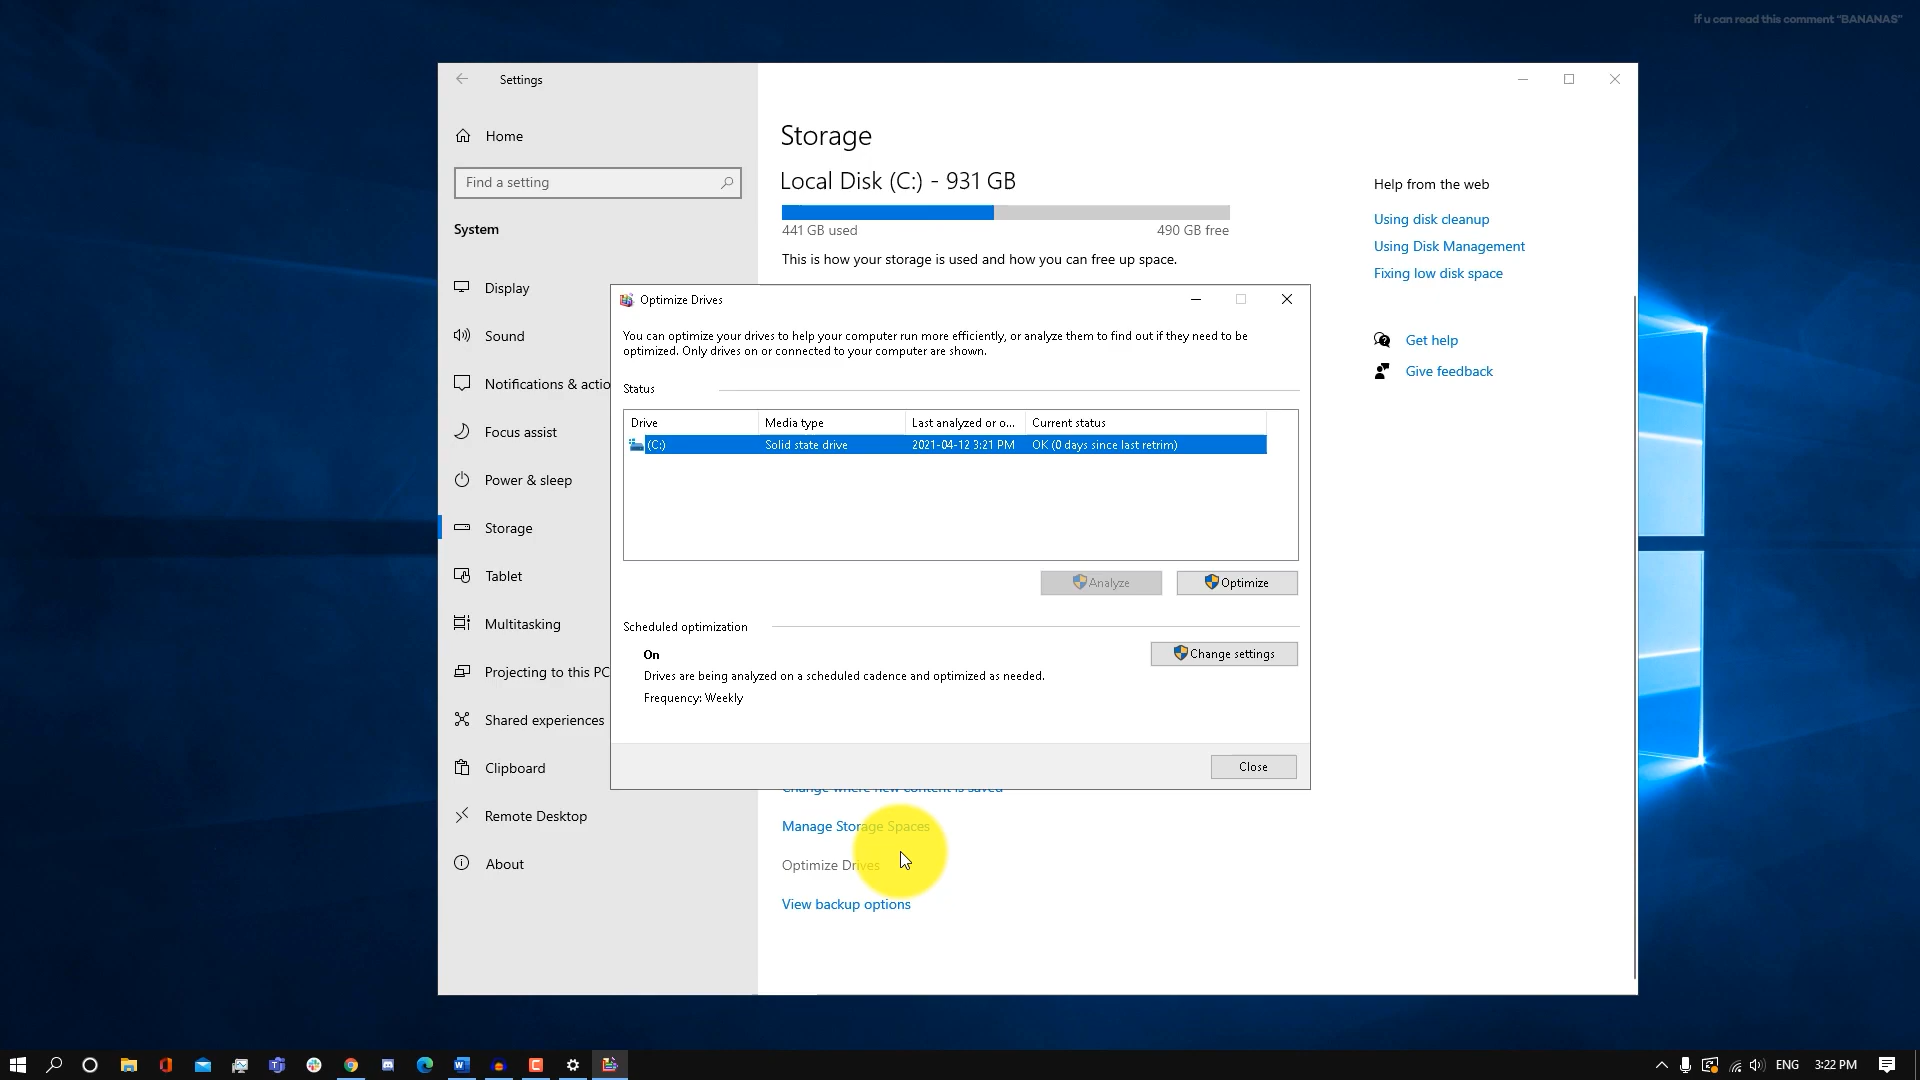 if u can read this comment "BANANAS"
Settings
Home
Find a setting
System
Display
Sound
Notifications & actio
Focus assist
Power & sleep
Storage
Tablet
Multitasking
Projecting to this PC
Shared experiences
Clipboard
Remote Desktop
About
Storage
Local Disk (C:) - 931 GB
441 GB used
490 GB free
This is how your storage is used and how you can free up space.
Optimize Drives
You can optimize your drives to help your computer run more efficiently, or analyze them to find out if they need to be
optimized. Only drives on or connected to your computer are shown.
Status
Drive Media type Last analyzed or o... Current status
(C:) Solid state drive 2021-04-12 3:21 PM OK (0 days since last retrim)
Analyze
Optimize
Scheduled optimization
On
Change settings
Drives are being analyzed on a scheduled cadence and optimized as needed.
Frequency: Weekly
Close
Change where new content is saved
Manage Storage Spaces
Optimize Drives
View backup options
Help from the web
Using disk cleanup
Using Disk Management
Fixing low disk space
Get help
Give feedback
ENG
3:22 PM